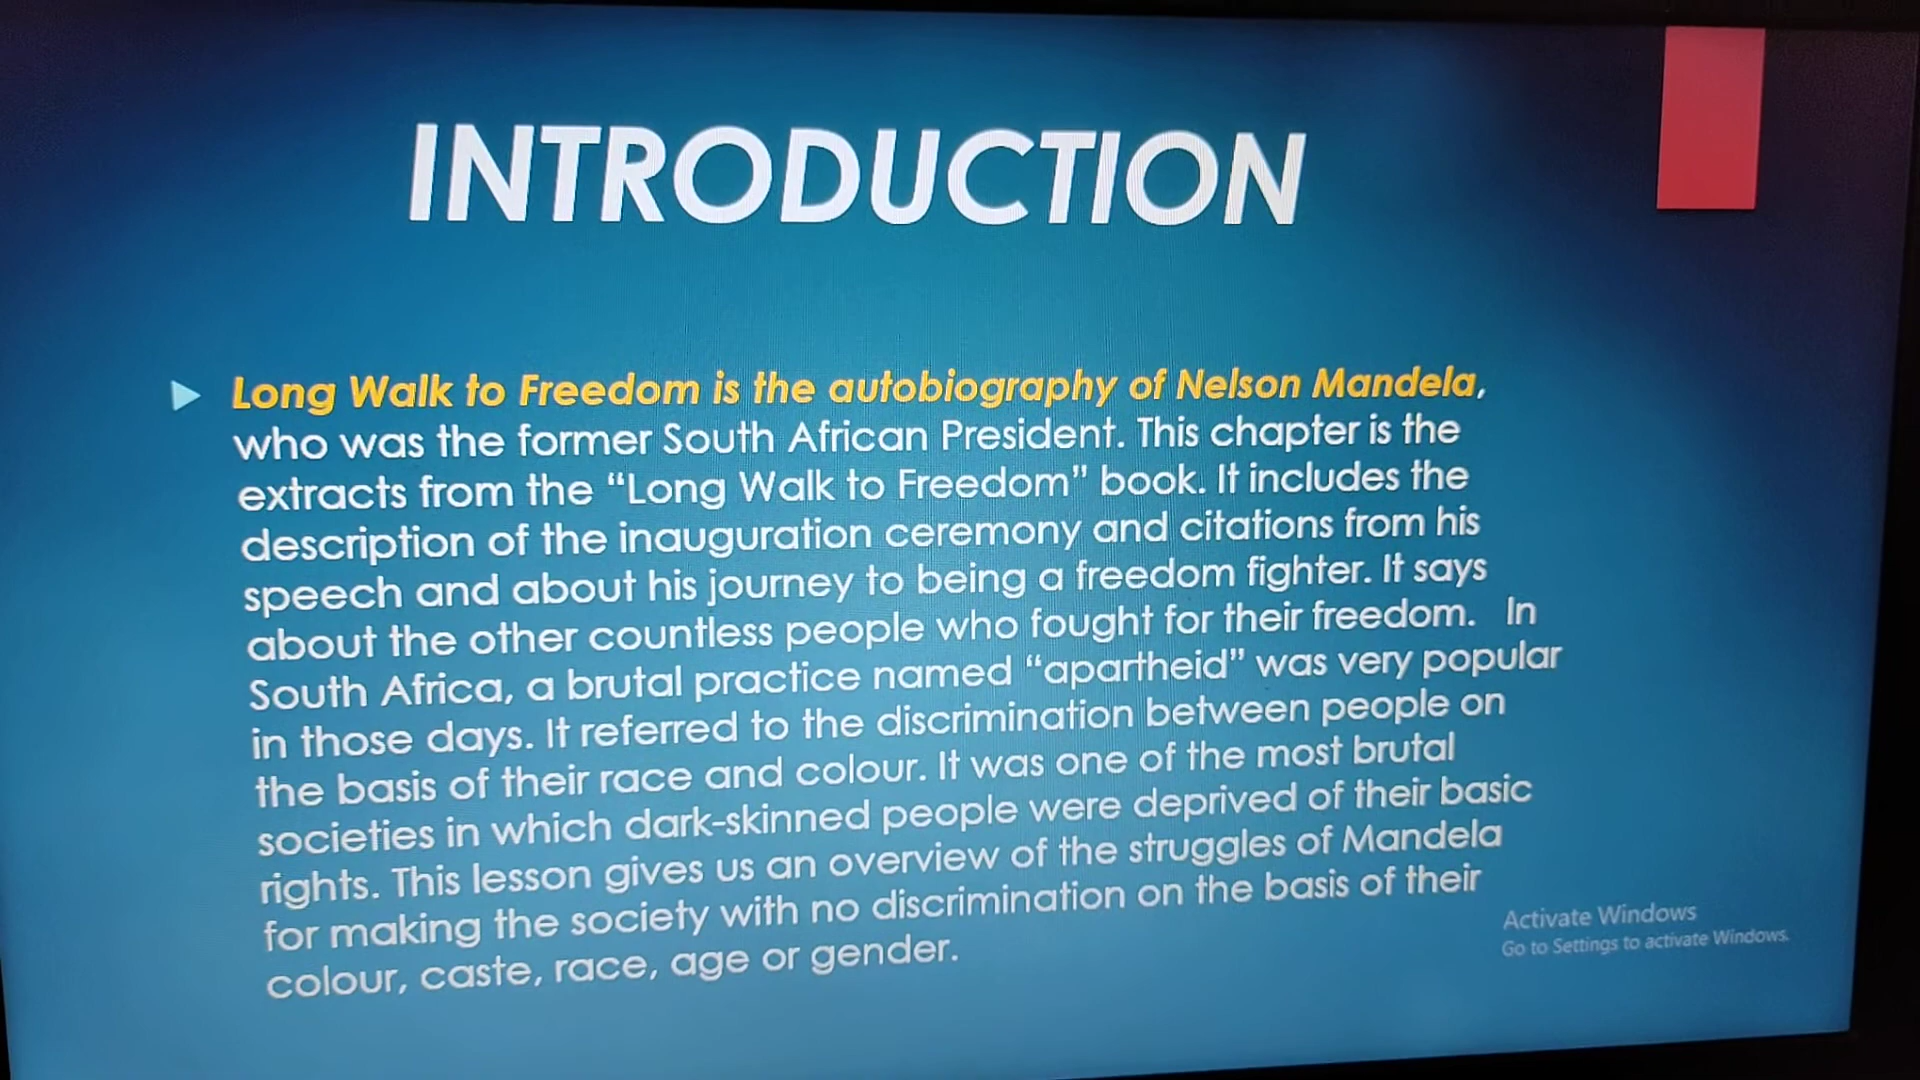 INTRODUCTION
Long Walk to Freedom is the autobiography of Nelson Mandela,
who was the former South African President. This chapter is the
extracts from the “Long Walk to Freedom” book. It includes the
description of the inauguration ceremony and citations from his
speech and about his journey to being a freedom fighter. It says
about the other countless people who fought for their freedom. In
South Africa, a brutal practice named “apartheid” was very popular
in those days. It referred to the discrimination between people on
the basis of their race and colour. It was one of the most brutal
societies in which dark-skinned people were deprived of their basic
rights. This lesson gives us an overview of the struggles of Mandela
for making the society with no discrimination on the basis of their
colour, caste, race, age or gender.
Activate Windows
Go to Settings to activate Windows.